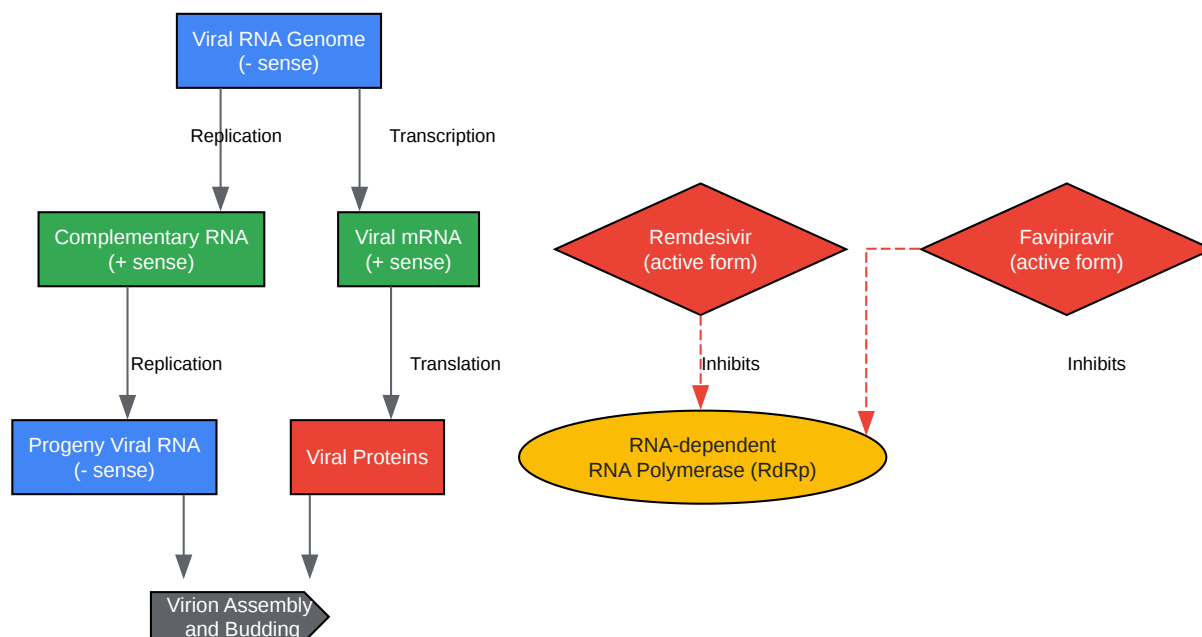 Viral RNA Genome
(- sense)
Replication
Transcription
Complementary RNA
(+ sense)
Viral mRNA
(+ sense)
Remdesivir
(active form)
Favipiravir
(active form)
Replication
Translation
Inhibits
Inhibits
Progeny Viral RNA
(- sense)
Viral Proteins
RNA-dependent
RNA Polymerase (RdRp)
Virion Assembly
and Budding